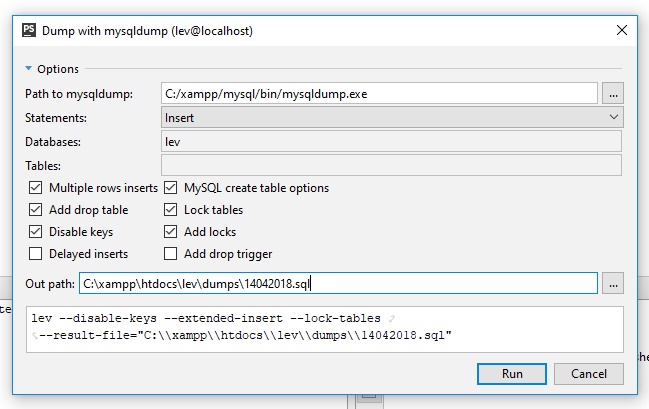 PS Dump with mysqldump (lev@localhost)
Options
Path to mysqldump: C:/xampp/mysql/bin/mysqldump.exe ...
Statements: Insert
Databases: lev
Tables:
Multiple rows inserts MySQL create table options
Add drop table Lock tables
Disable keys Add locks
Delayed inserts Add drop trigger
Out path: C:\xampp\htdocs\lev\dumps\14042018.sql ...
lev --disable-keys --extended-insert --lock-tables
--result-file="C:\\xampp\\htdocs\\lev\\dumps\\14042018.sql"
Run Cancel